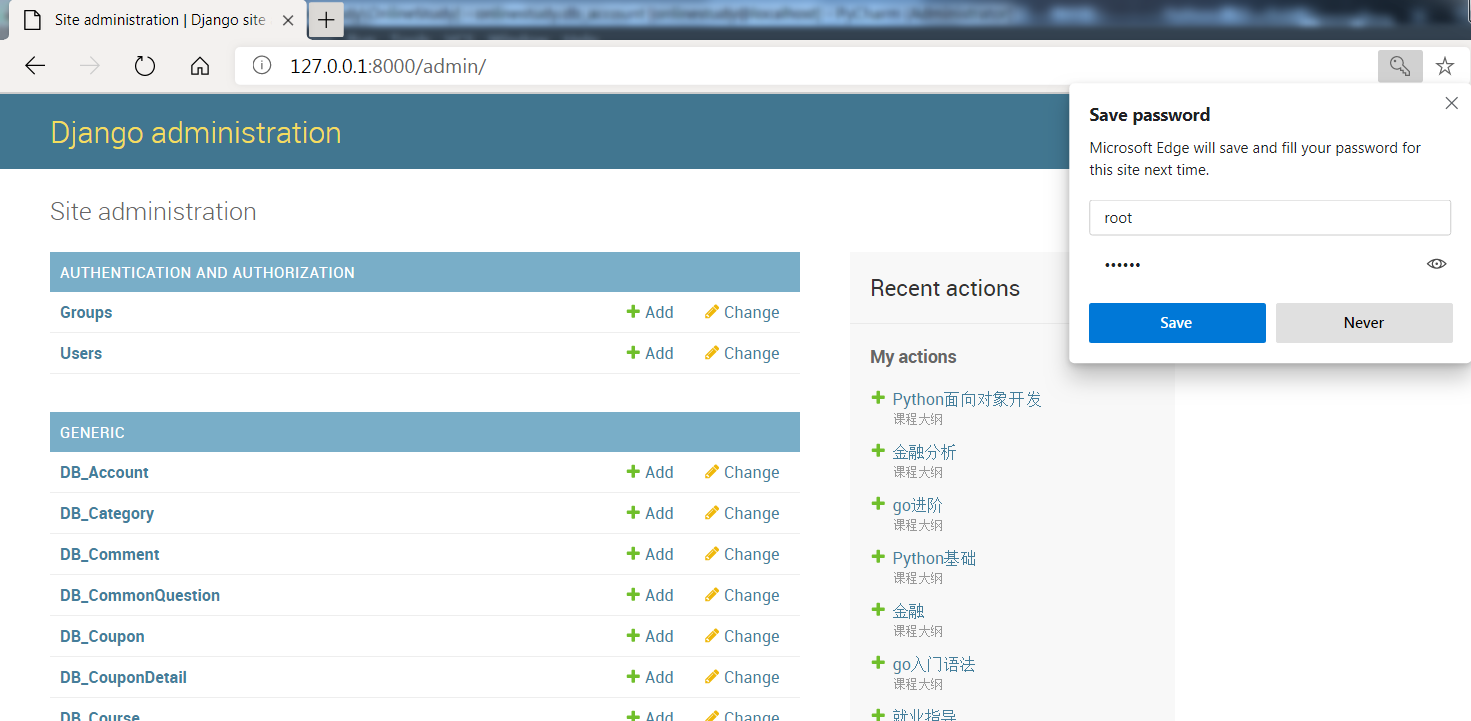 Site administration | Django site
127.0.0.1:8000/admin/
Django administration
Save password
Microsoft Edge will save and fill your password for
this site next time.
root
••••••
Save
Never
Site administration
AUTHENTICATION AND AUTHORIZATION
Groups Add Change
Users Add Change
GENERIC
DB_Account Add Change
DB_Category Add Change
DB_Comment Add Change
DB_CommonQuestion Add Change
DB_Coupon Add Change
DB_CouponDetail Add Change
DB_Course Add Change
Recent actions
My actions
Python面向对象开发
课程大纲
金融分析
课程大纲
go进阶
课程大纲
Python基础
课程大纲
金融
课程大纲
go入门语法
课程大纲
就业指导